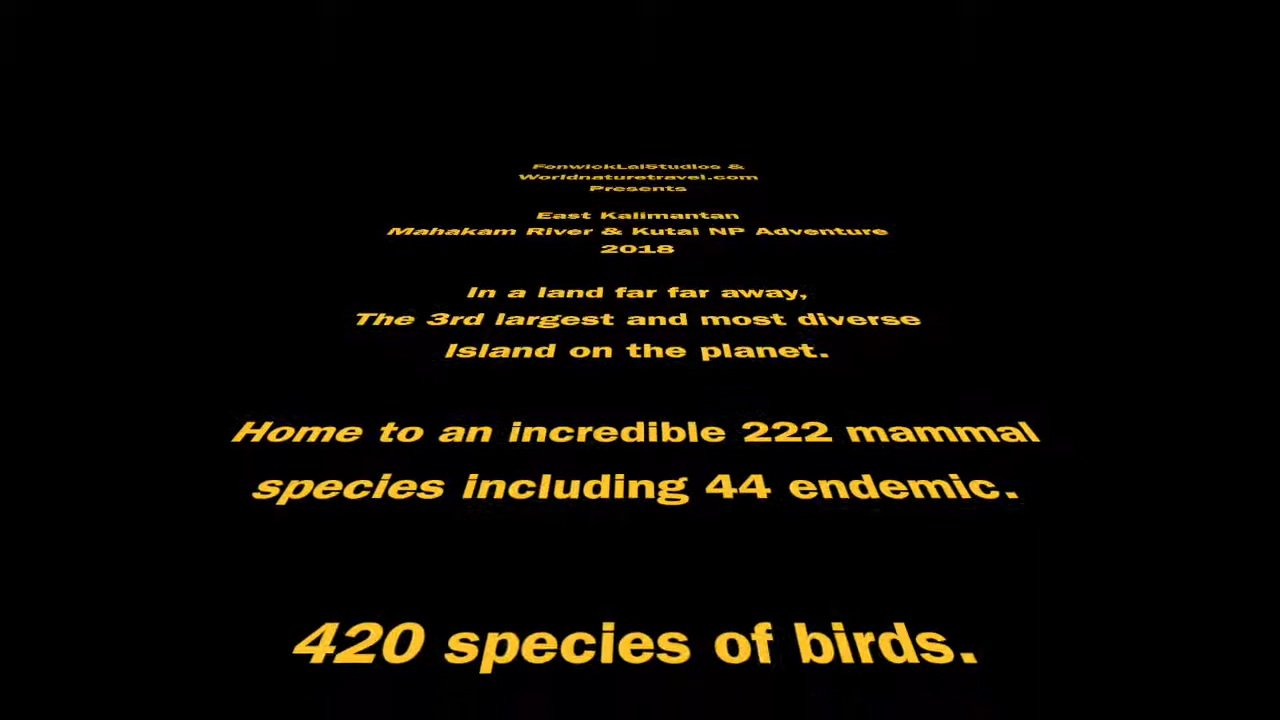 FonwickLaiStudios &
Worldnaturetravel.com
Presents
East Kalimantan
Mahakam River & Kutai NP Adventure
2018
In a land far far away,
The 3rd largest and most diverse
Island on the planet.
Home to an incredible 222 mammal
species including 44 endemic.
420 species of birds.